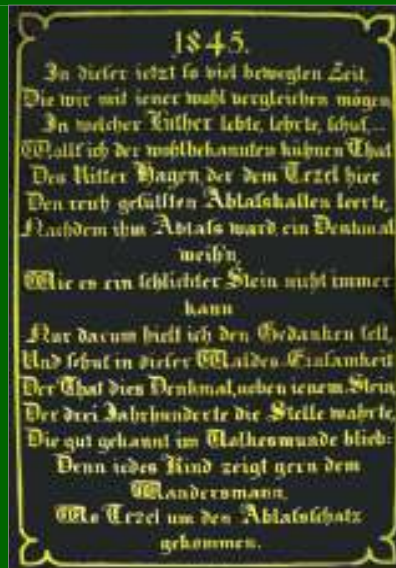 1845.
In dieser jetzt so viel bewegten Zeit,
Die wir mit jener wohl vergleichen mögen
In welcher Luther lebte, lehrte, schuf,...
Wollt' ich der wohlbekannten kühnen That
Des Ritter Hagen der dem Tezel hier
Den reich gefüllten Ablasskasten leerte,
Nachdem ihm Ablass ward ein Denkmal
weih'n,
Wie es ein schlichter Stein nicht immer
kann
Nur darum hielt ich den Gedanken fest,
Und schuf in dieser Waldes-Einsamkeit
Der That dies Denkmal, neben jenem Stein,
Der drei Jahrhunderte die Stelle wahrte,
Die gut gekannt im Volkesmunde blieb:
Denn jedes Kind zeigt gern dem
Wandersmann,
Wo Tezel um den Ablassschatz
gekommen.